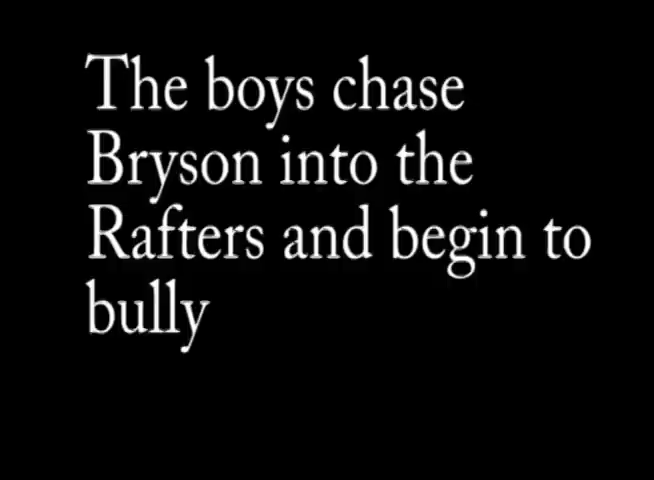 The boys chase
Bryson into the
Rafters and begin to
bully